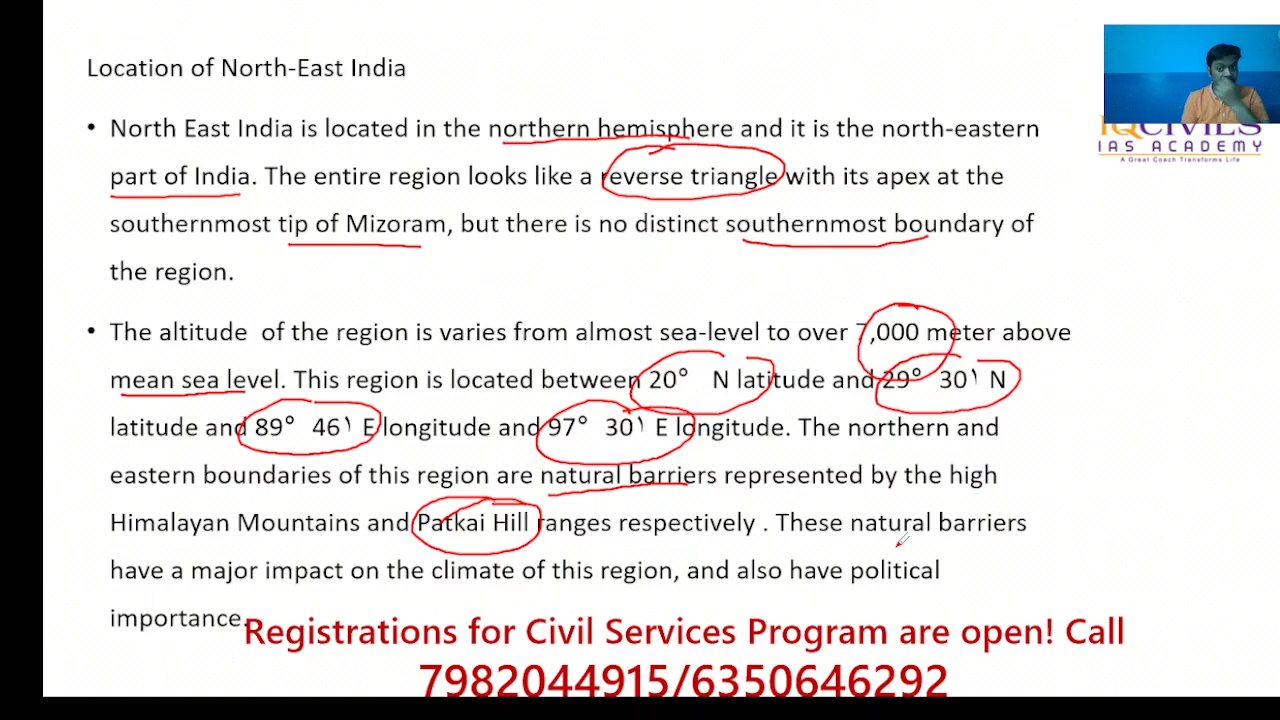 Location of North-East India
IQCIVILS
IAS ACADEMY
A Great Coach Transforms Life
• North East India is located in the northern hemisphere and it is the north-eastern
part of India. The entire region looks like a reverse triangle with its apex at the
southernmost tip of Mizoram, but there is no distinct southernmost boundary of
the region.
• The altitude of the region is varies from almost sea-level to over 7,000 meter above
mean sea level. This region is located between 20° N latitude and 29° 30' N
latitude and 89° 46' E longitude and 97° 30' E longitude. The northern and
eastern boundaries of this region are natural barriers represented by the high
Himalayan Mountains and Patkai Hill ranges respectively . These natural barriers
have a major impact on the climate of this region, and also have political
importance.
Registrations for Civil Services Program are open! Call
7982044915/6350646292